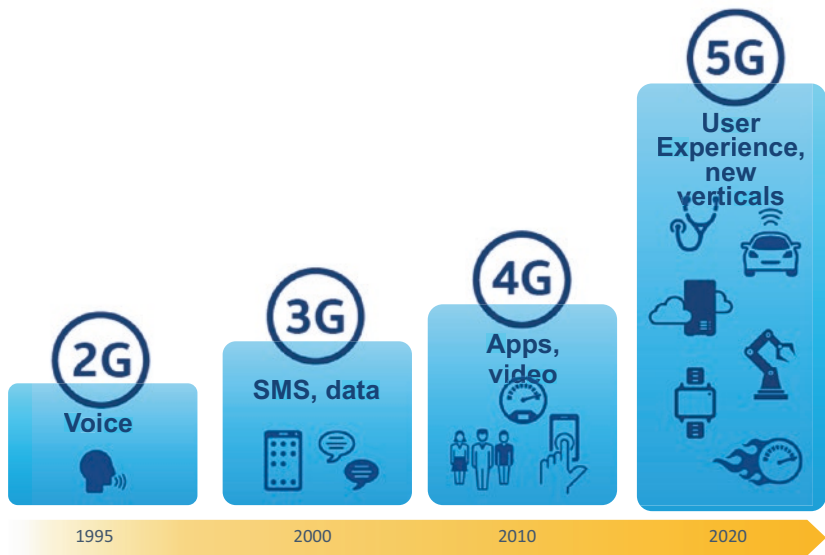 2G
Voice
3G
SMS, data
4G
Apps,
video
5G
User
Experience,
new
verticals
1995
2000
2010
2020